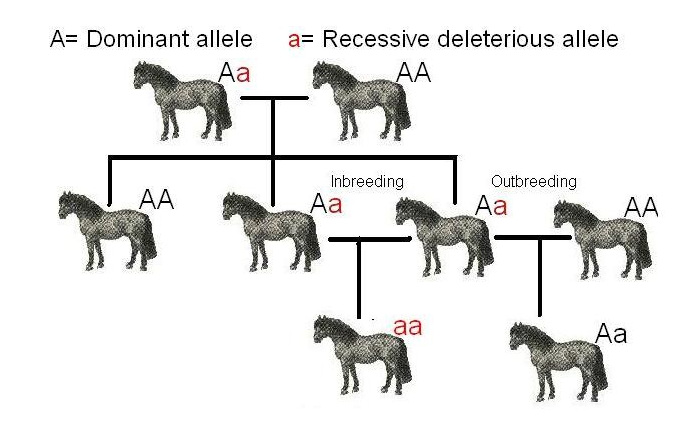 A= Dominant allele a= Recessive deleterious allele
Aa AA
Inbreeding Outbreeding
AA Aa Aa AA
aa Aa